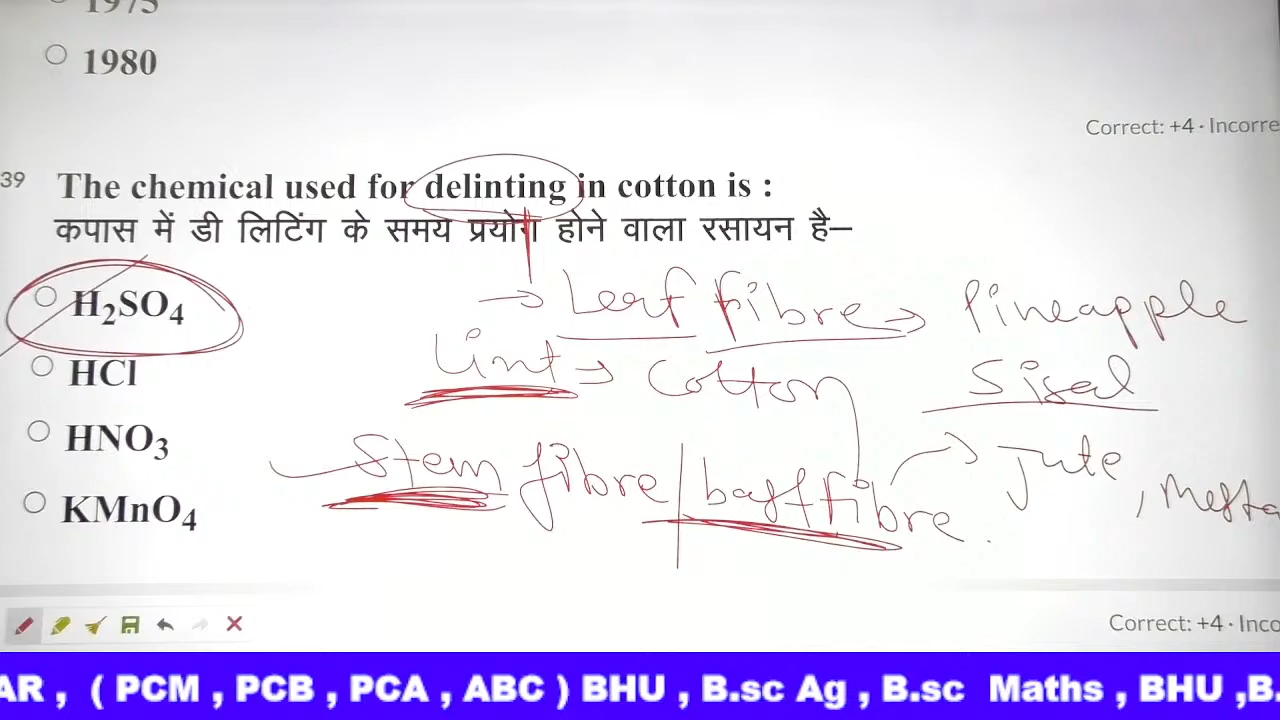 1975
1980
Correct: +4 · Incorre
39 The chemical used for delinting in cotton is :
कपास में डी लिटिंग के समय प्रयोग होने वाला रसायन है–
H₂SO₄
→ Leaf fibre → Pineapple
Sisal
HCl
Lint → Cotton
HNO₃
Stem fibre / bast fibre → Jute, Mesta
KMnO₄
Correct: +4 · Inco
AR , ( PCM , PCB , PCA , ABC ) BHU , B.sc Ag , B.sc Maths , BHU ,B.